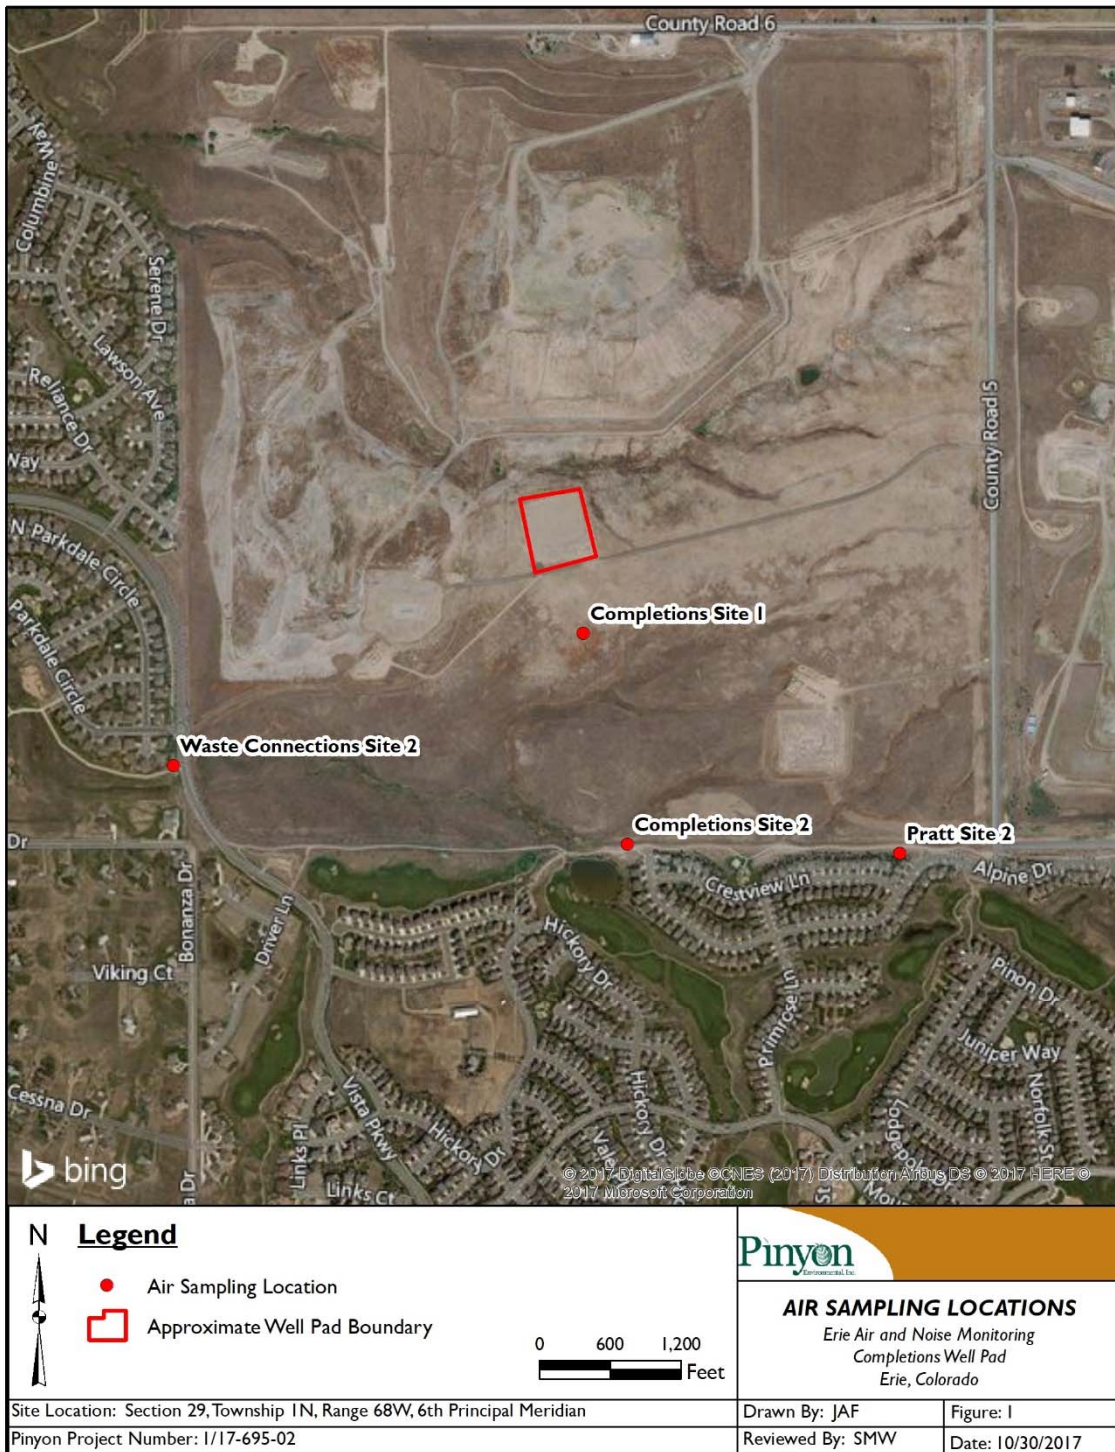 County Road 6
Columbine Way
Serene Dr
Lawson Ave
Reliance Dr
Way
County Road 5
N Parkdale Circle
Parkdale Circle
Completions Site 1
Waste Connections Site 2
Completions Site 2
Pratt Site 2
Dr
Crestview Ln
Alpine Dr
Bonanza Dr
Driver Ln
Hickory Dr
Viking Ct
Pinon Dr
Primrose Ln
Juniper Way
Cessna Dr
Vista Pkwy
Hickory Dr
Hickory Dr
Norfolk St
Links Pl
Links Ct
a Dr
St
bing
© 2017 DigitalGlobe ©CNES (2017) Distribution Airbus DS © 2017 HERE ©
2017 Microsoft Corporation
N
Legend
Air Sampling Location
Approximate Well Pad Boundary
0 600 1,200
Feet
Pinyon
Environmental, Inc.
AIR SAMPLING LOCATIONS
Erie Air and Noise Monitoring
Completions Well Pad
Erie, Colorado
Site Location: Section 29, Township 1N, Range 68W, 6th Principal Meridian
Drawn By: JAF
Figure: 1
Pinyon Project Number: 1/17-695-02
Reviewed By: SMW
Date: 10/30/2017